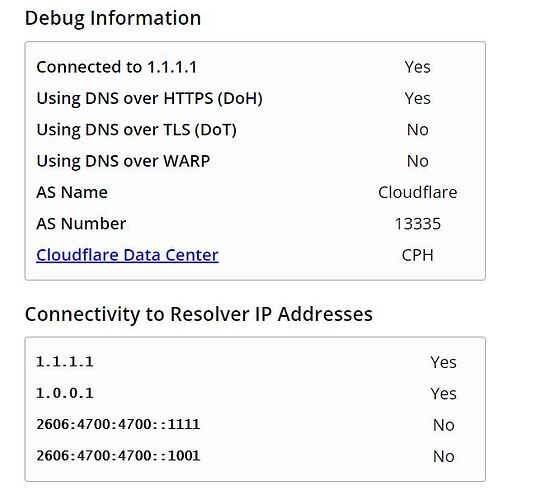 Debug Information
Connected to 1.1.1.1 Yes
Using DNS over HTTPS (DoH) Yes
Using DNS over TLS (DoT) No
Using DNS over WARP No
AS Name Cloudflare
AS Number 13335
Cloudflare Data Center CPH
Connectivity to Resolver IP Addresses
1.1.1.1 Yes
1.0.0.1 Yes
2606:4700:4700::1111 No
2606:4700:4700::1001 No